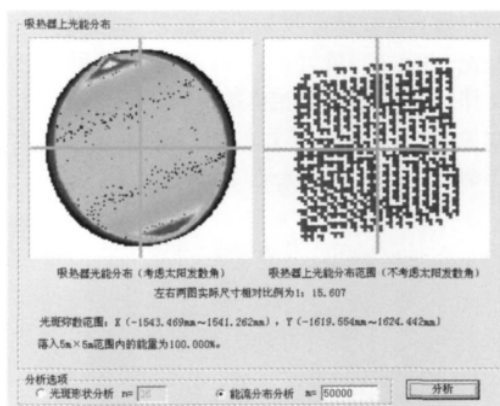 吸热器上光能分布
吸热器光能分布（考虑太阳发散角） 吸热器上光能分布范围（不考虑太阳发散角）
左右两图实际尺寸相对比例为1: 15.607
光斑弥散范围: X（-1543.469mm～1541.262mm）, Y（-1619.554mm～1624.442mm）
落入5m×5m范围内的能量为100.000%。
分析选项
光斑形状分析 n= 能流分布分析 m= 50000 分析